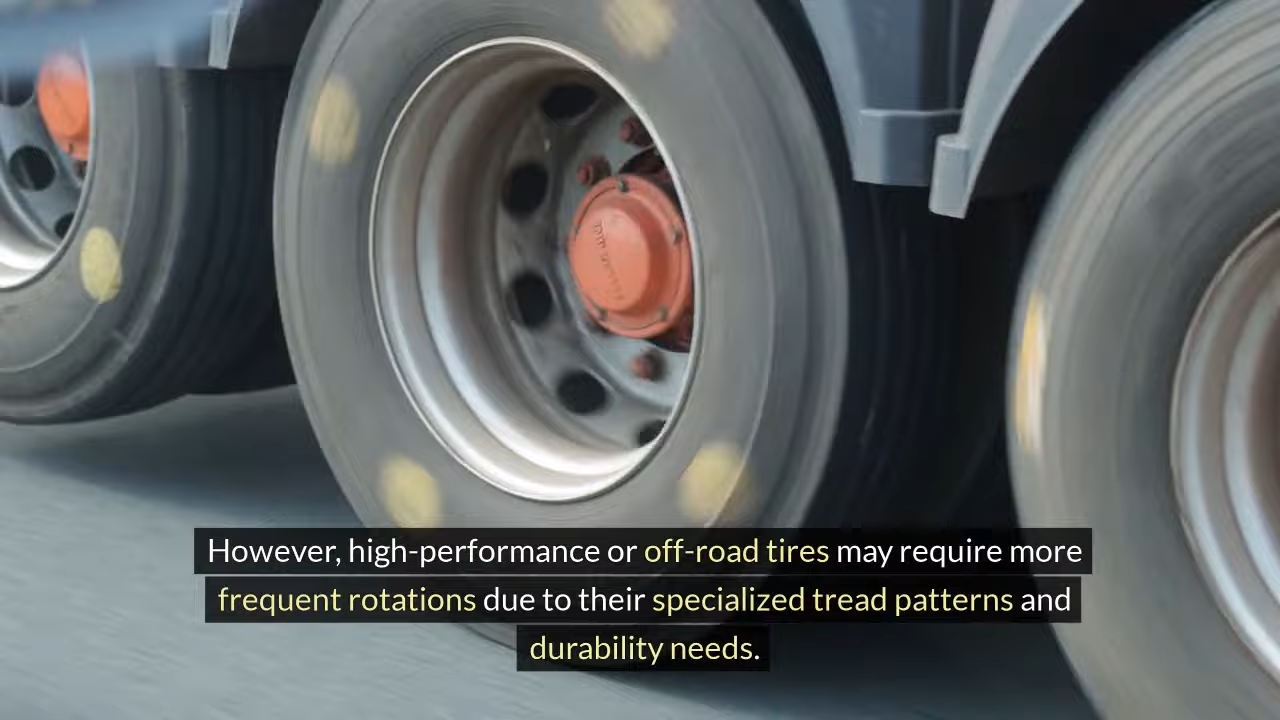 However, high-performance or off-road tires may require more
frequent rotations due to their specialized tread patterns and
durability needs.